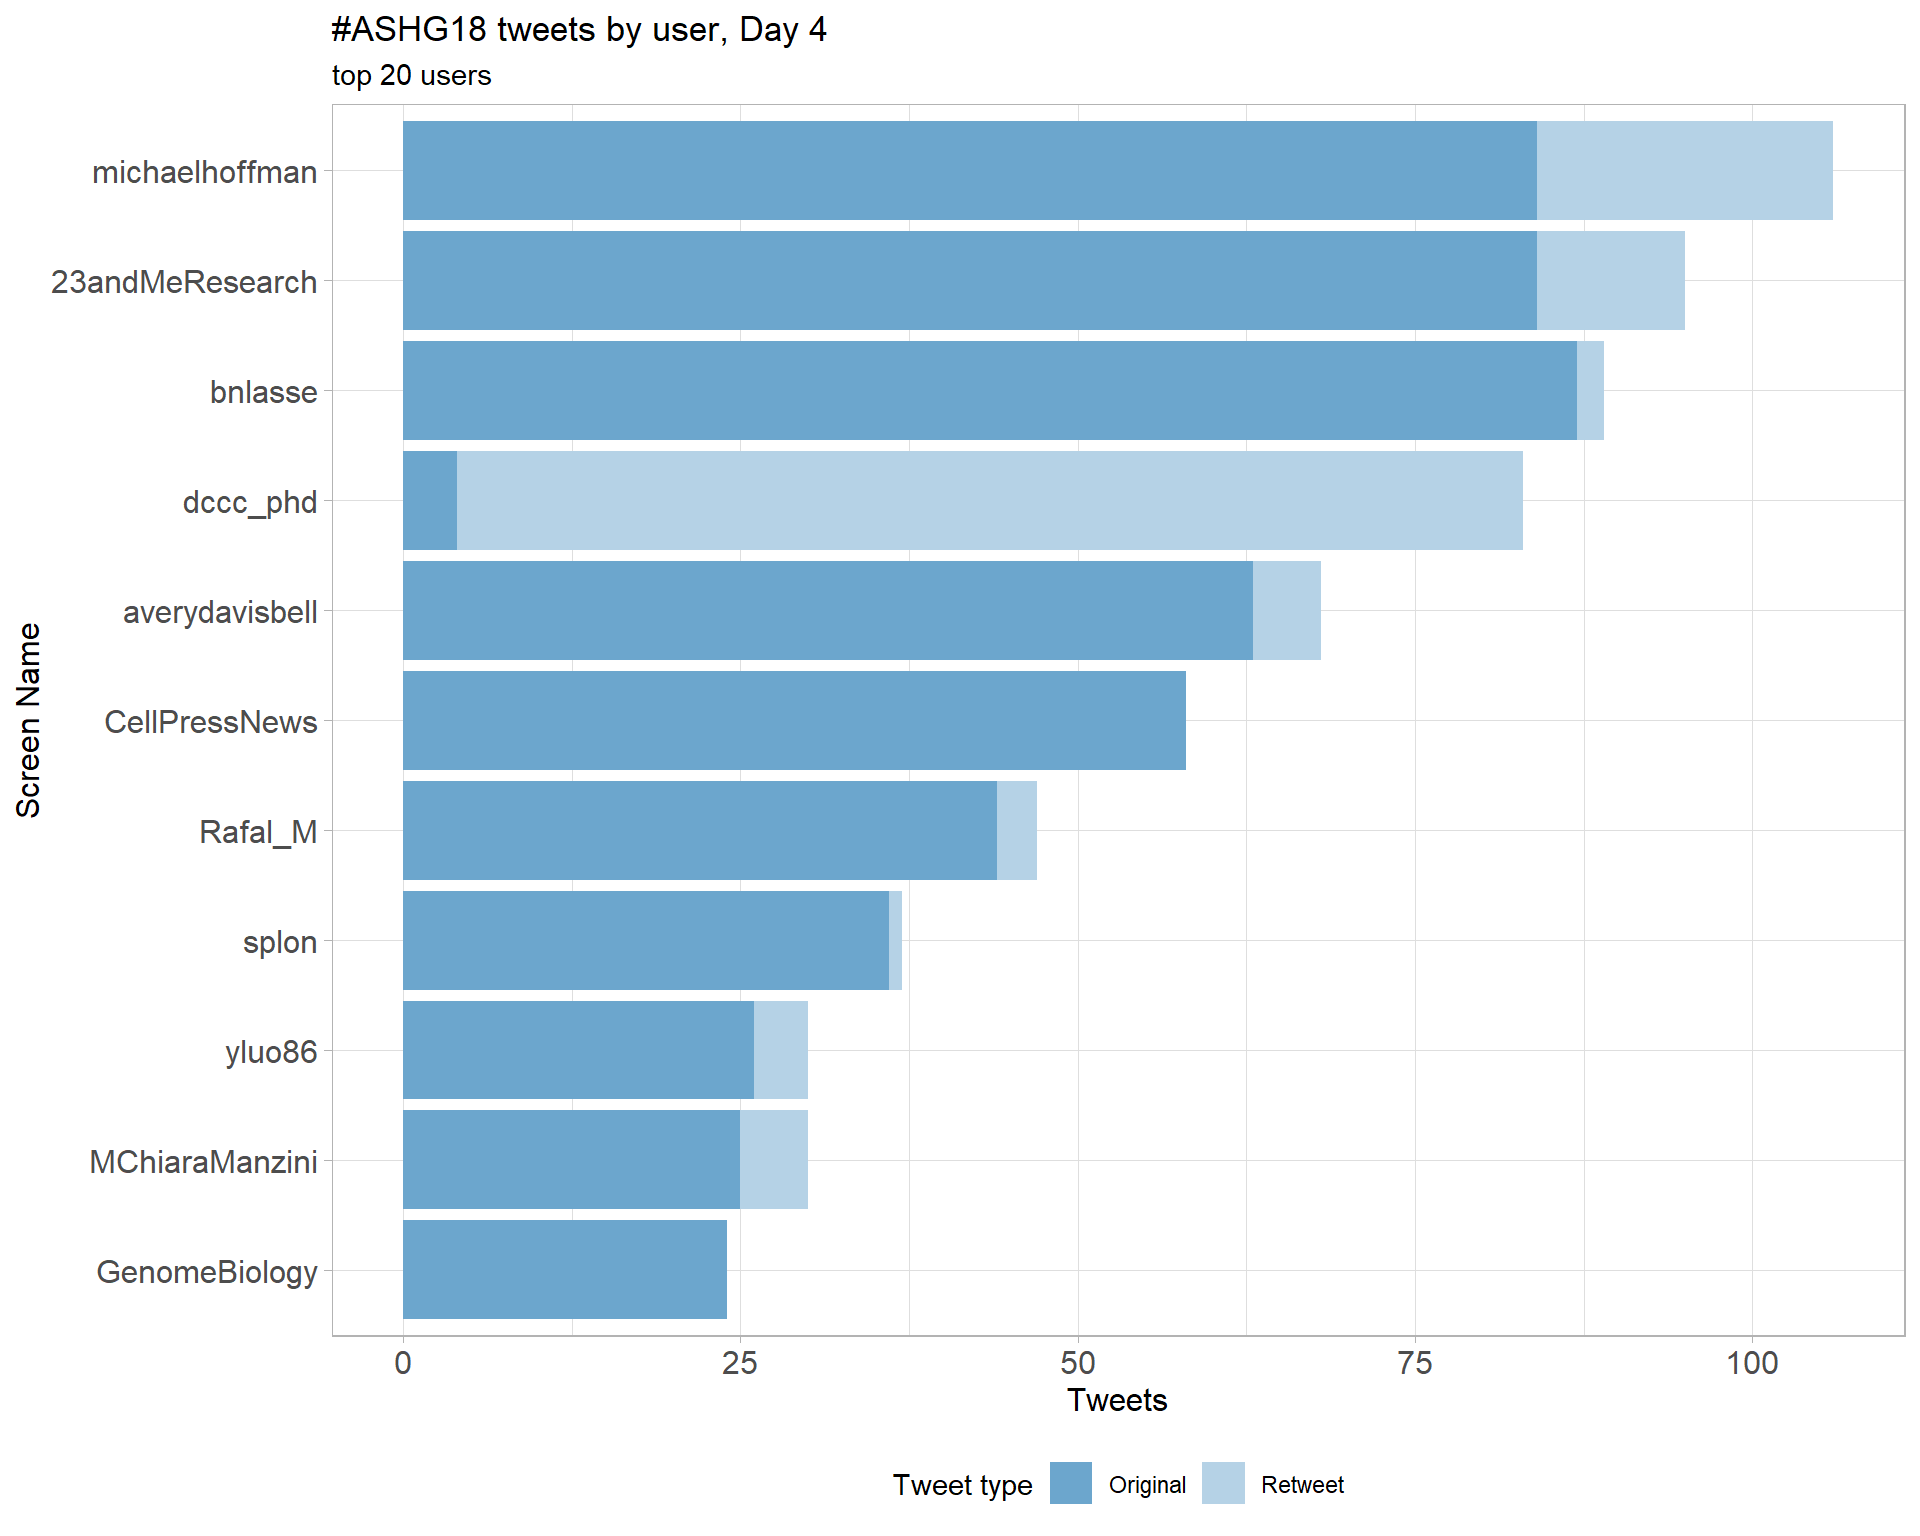 #ASHG18 tweets by user, Day 4
top 20 users
Screen Name
michaelhoffman
23andMeResearch
bnlasse
dccc_phd
averydavisbell
CellPressNews
Rafal_M
splon
yluo86
MChiaraManzini
GenomeBiology
0 25 50 75 100
Tweets
Tweet type Original Retweet